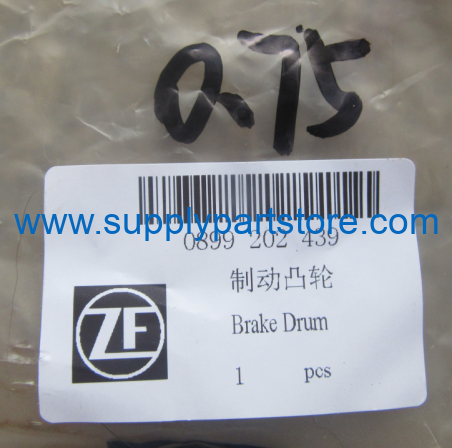 0.75
www.supplypartstore.com
0899 202 439
制动凸轮
ZF
Brake Drum
1 pcs